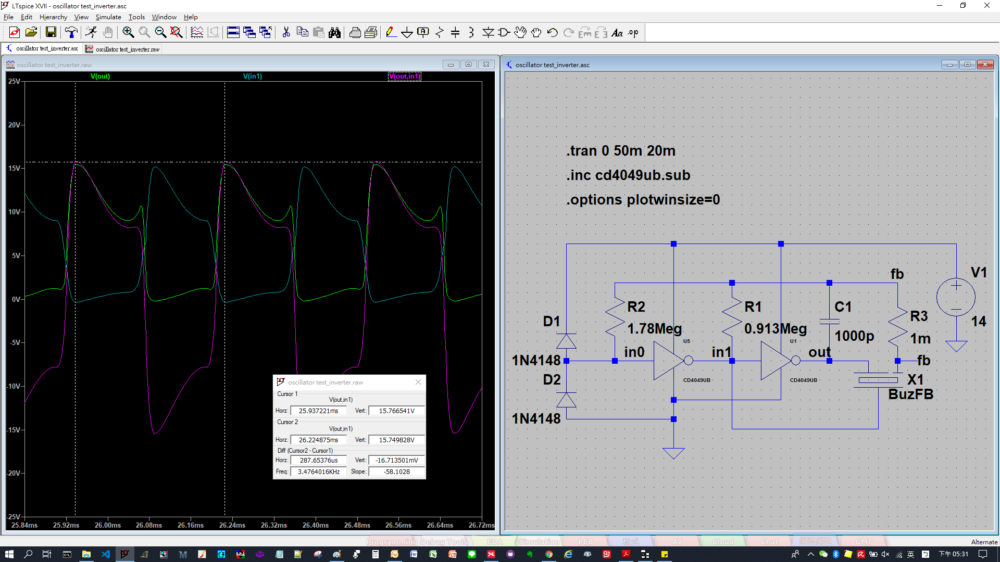 LTspice XVII - oscillator test_inverter.asc
File Edit Hierarchy View Simulate Tools Window Help
oscillator test_inverter.asc
oscillator test_inverter.raw
oscillator test_inverter.raw
V(out) V(in1) V(out,in1)
25V
20V
15V
10V
5V
0V
-5V
-10V
-15V
-20V
-25V
25.84ms 25.92ms 26.00ms 26.08ms 26.16ms 26.24ms 26.32ms 26.40ms 26.48ms 26.56ms 26.64ms 26.72ms
oscillator test_inverter.raw
Cursor 1
V(out,in1)
Horz: 25.937221ms Vert: 15.766541V
Cursor 2
V(out,in1)
Horz: 26.224875ms Vert: 15.749828V
Diff (Cursor2 - Cursor1)
Horz: 287.65376us Vert: -16.713501mV
Freq: 3.4764016KHz Slope: -58.1028
oscillator test_inverter.asc
.tran 0 50m 20m
.inc cd4049ub.sub
.options plotwinsize=0
fb
V1
14
R2
1.78Meg
R1
0.913Meg
C1
1000p
R3
1m
D1
1N4148
D2
1N4148
in0
U5
CD4049UB
in1
U1
CD4049UB
out
fb
X1
BuzFB
Programming Debug Tools EDA Simulation PCB 程式 AV Cloud Chat GMT
Alternate
英
下午 05:31